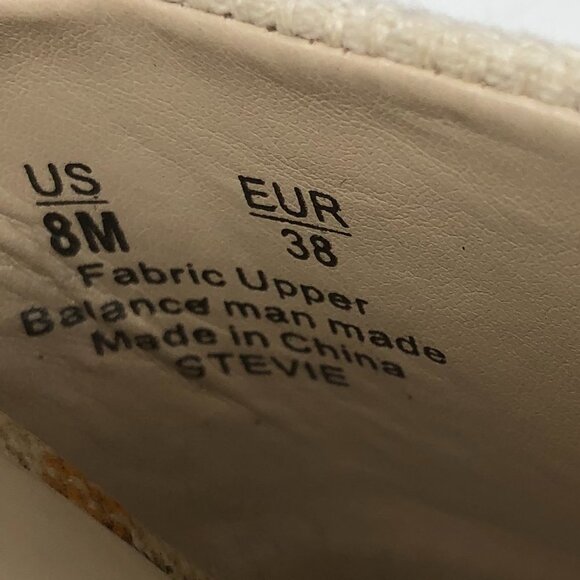 US EUR
8M 38
Fabric Upper
Balance man made
Made in China
STEVIE